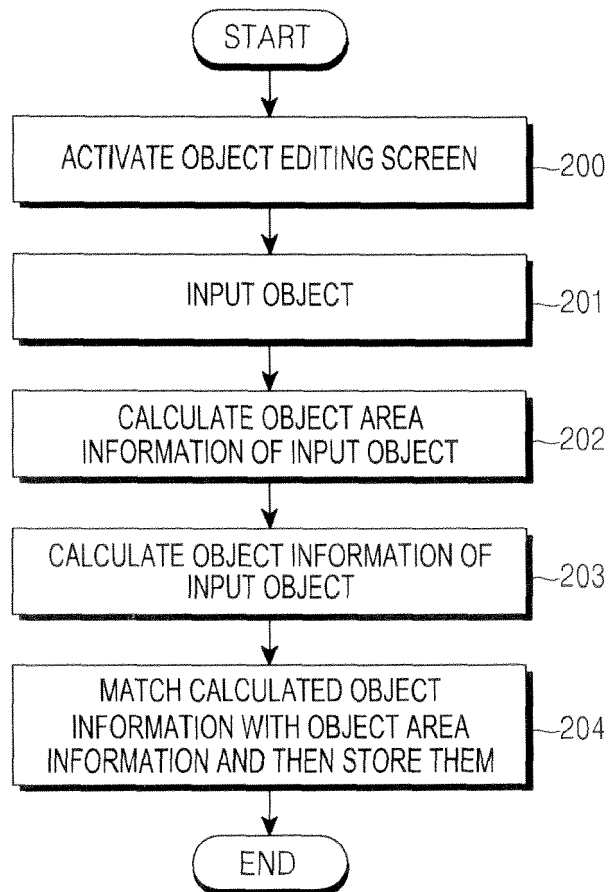 START
ACTIVATE OBJECT EDITING SCREEN
200
INPUT OBJECT
201
CALCULATE OBJECT AREA
INFORMATION OF INPUT OBJECT
202
CALCULATE OBJECT INFORMATION OF
INPUT OBJECT
203
MATCH CALCULATED OBJECT
INFORMATION WITH OBJECT AREA
INFORMATION AND THEN STORE THEM
204
END